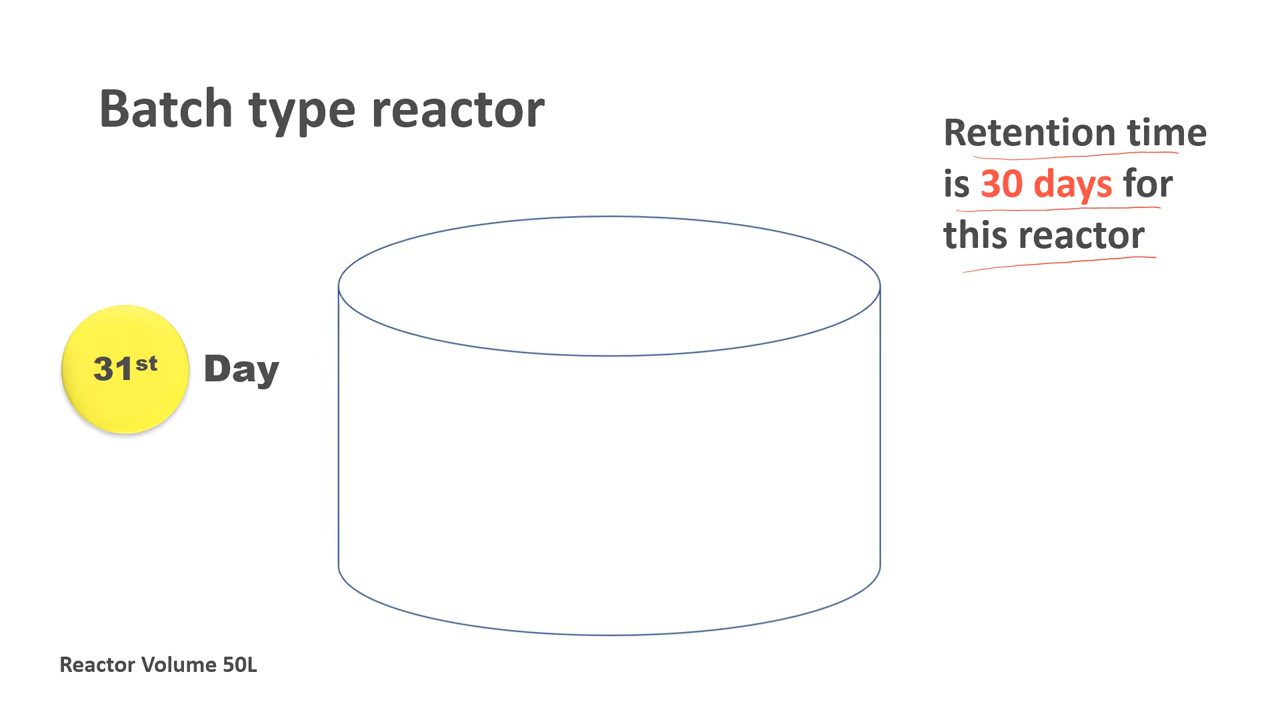 Batch type reactor
Retention time
is 30 days for
this reactor
31st Day
Reactor Volume 50L